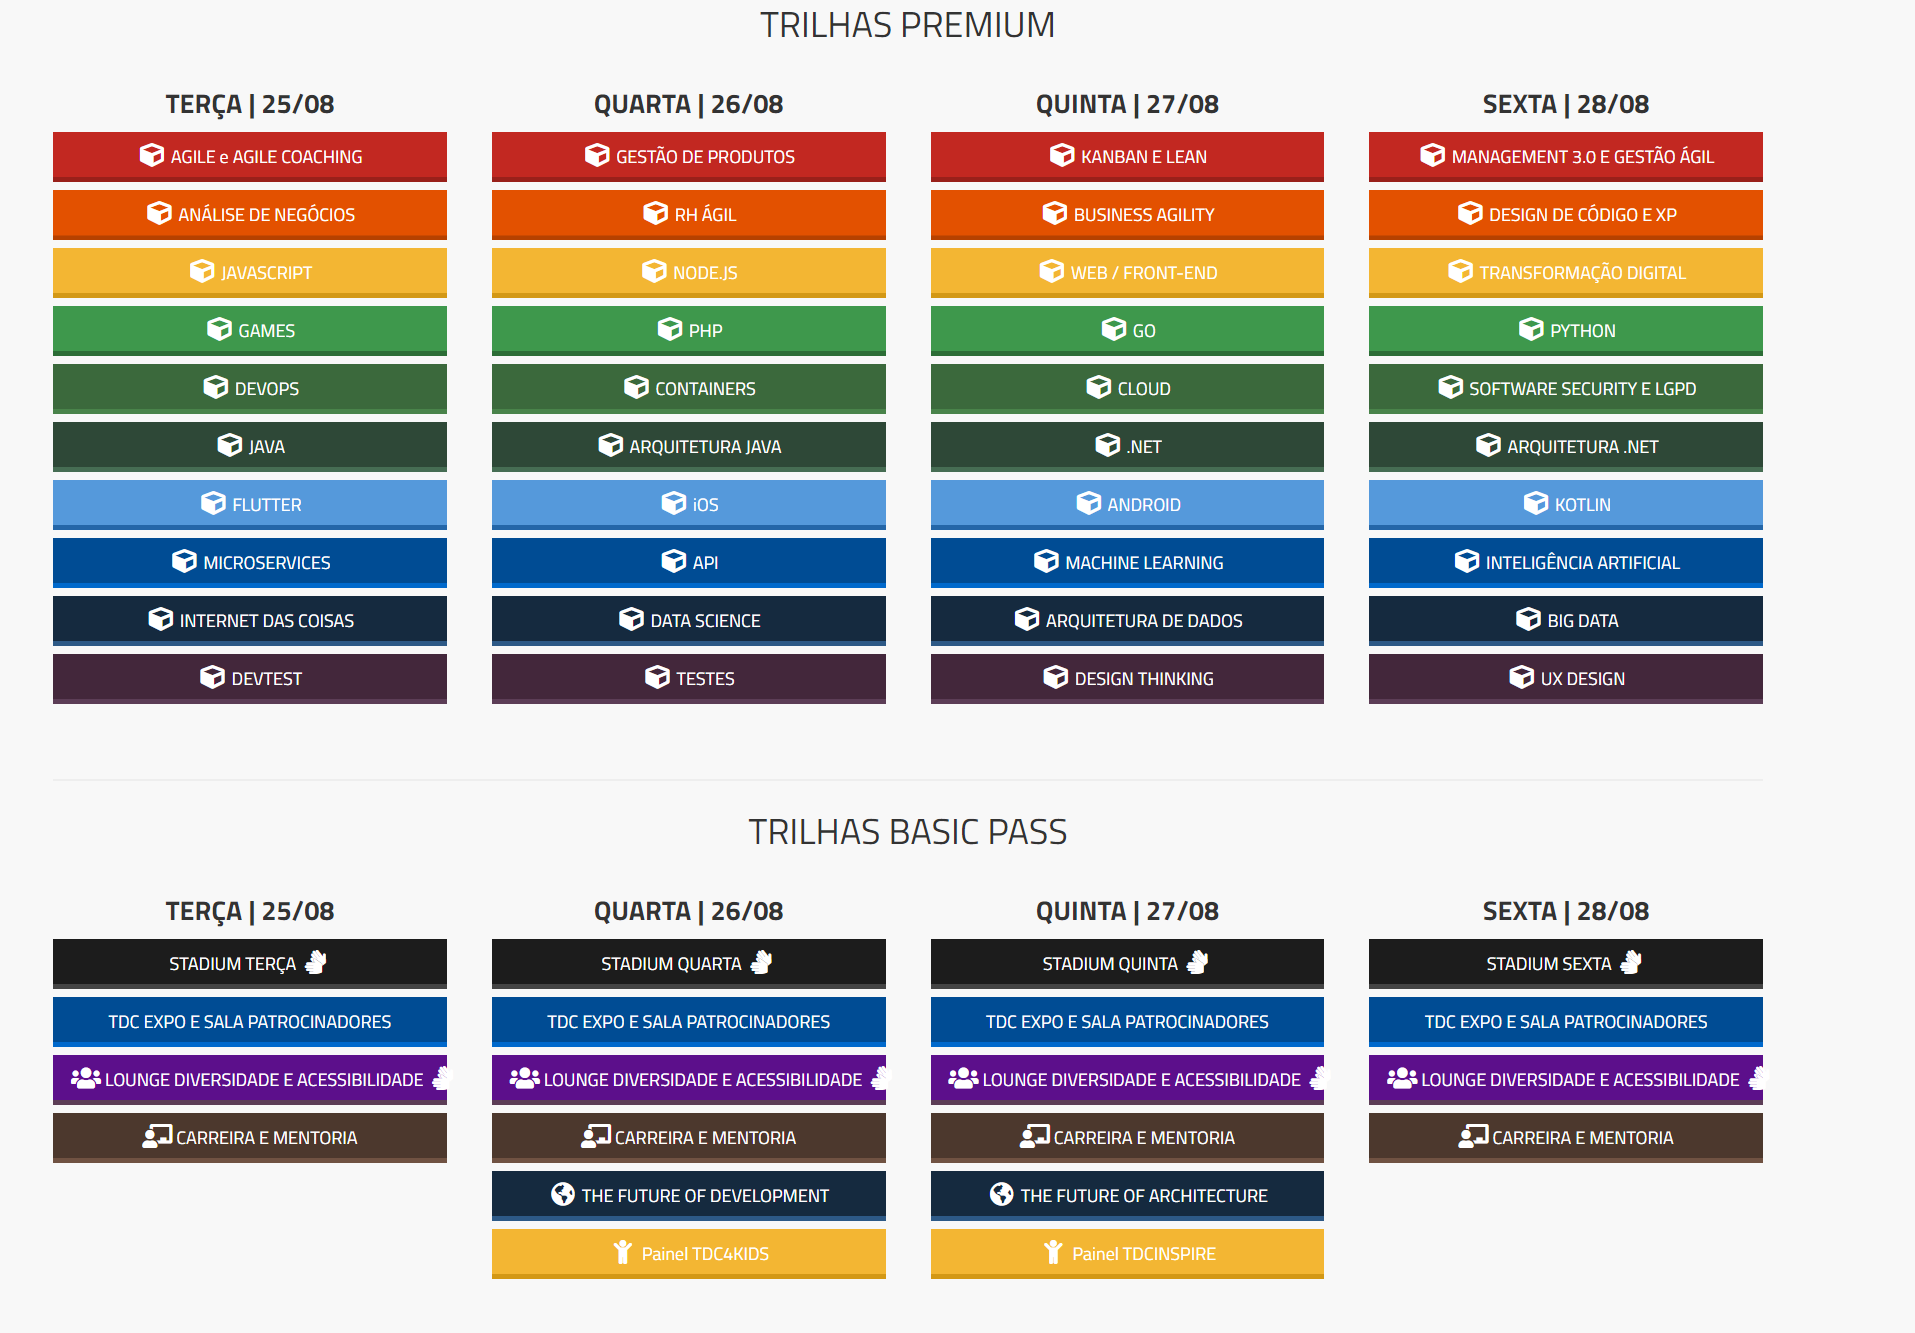 TRILHAS PREMIUM
TERÇA | 25/08
AGILE e AGILE COACHING
ANÁLISE DE NEGÓCIOS
JAVASCRIPT
GAMES
DEVOPS
JAVA
FLUTTER
MICROSERVICES
INTERNET DAS COISAS
DEVTEST
QUARTA | 26/08
GESTÃO DE PRODUTOS
RH ÁGIL
NODE.JS
PHP
CONTAINERS
ARQUITETURA JAVA
iOS
API
DATA SCIENCE
TESTES
QUINTA | 27/08
KANBAN E LEAN
BUSINESS AGILITY
WEB / FRONT-END
GO
CLOUD
.NET
ANDROID
MACHINE LEARNING
ARQUITETURA DE DADOS
DESIGN THINKING
SEXTA | 28/08
MANAGEMENT 3.0 E GESTÃO ÁGIL
DESIGN DE CÓDIGO E XP
TRANSFORMAÇÃO DIGITAL
PYTHON
SOFTWARE SECURITY E LGPD
ARQUITETURA .NET
KOTLIN
INTELIGÊNCIA ARTIFICIAL
BIG DATA
UX DESIGN
TRILHAS BASIC PASS
TERÇA | 25/08
STADIUM TERÇA
TDC EXPO E SALA PATROCINADORES
LOUNGE DIVERSIDADE E ACESSIBILIDADE
CARREIRA E MENTORIA
QUARTA | 26/08
STADIUM QUARTA
TDC EXPO E SALA PATROCINADORES
LOUNGE DIVERSIDADE E ACESSIBILIDADE
CARREIRA E MENTORIA
THE FUTURE OF DEVELOPMENT
Painel TDC4KIDS
QUINTA | 27/08
STADIUM QUINTA
TDC EXPO E SALA PATROCINADORES
LOUNGE DIVERSIDADE E ACESSIBILIDADE
CARREIRA E MENTORIA
THE FUTURE OF ARCHITECTURE
Painel TDCINSPIRE
SEXTA | 28/08
STADIUM SEXTA
TDC EXPO E SALA PATROCINADORES
LOUNGE DIVERSIDADE E ACESSIBILIDADE
CARREIRA E MENTORIA